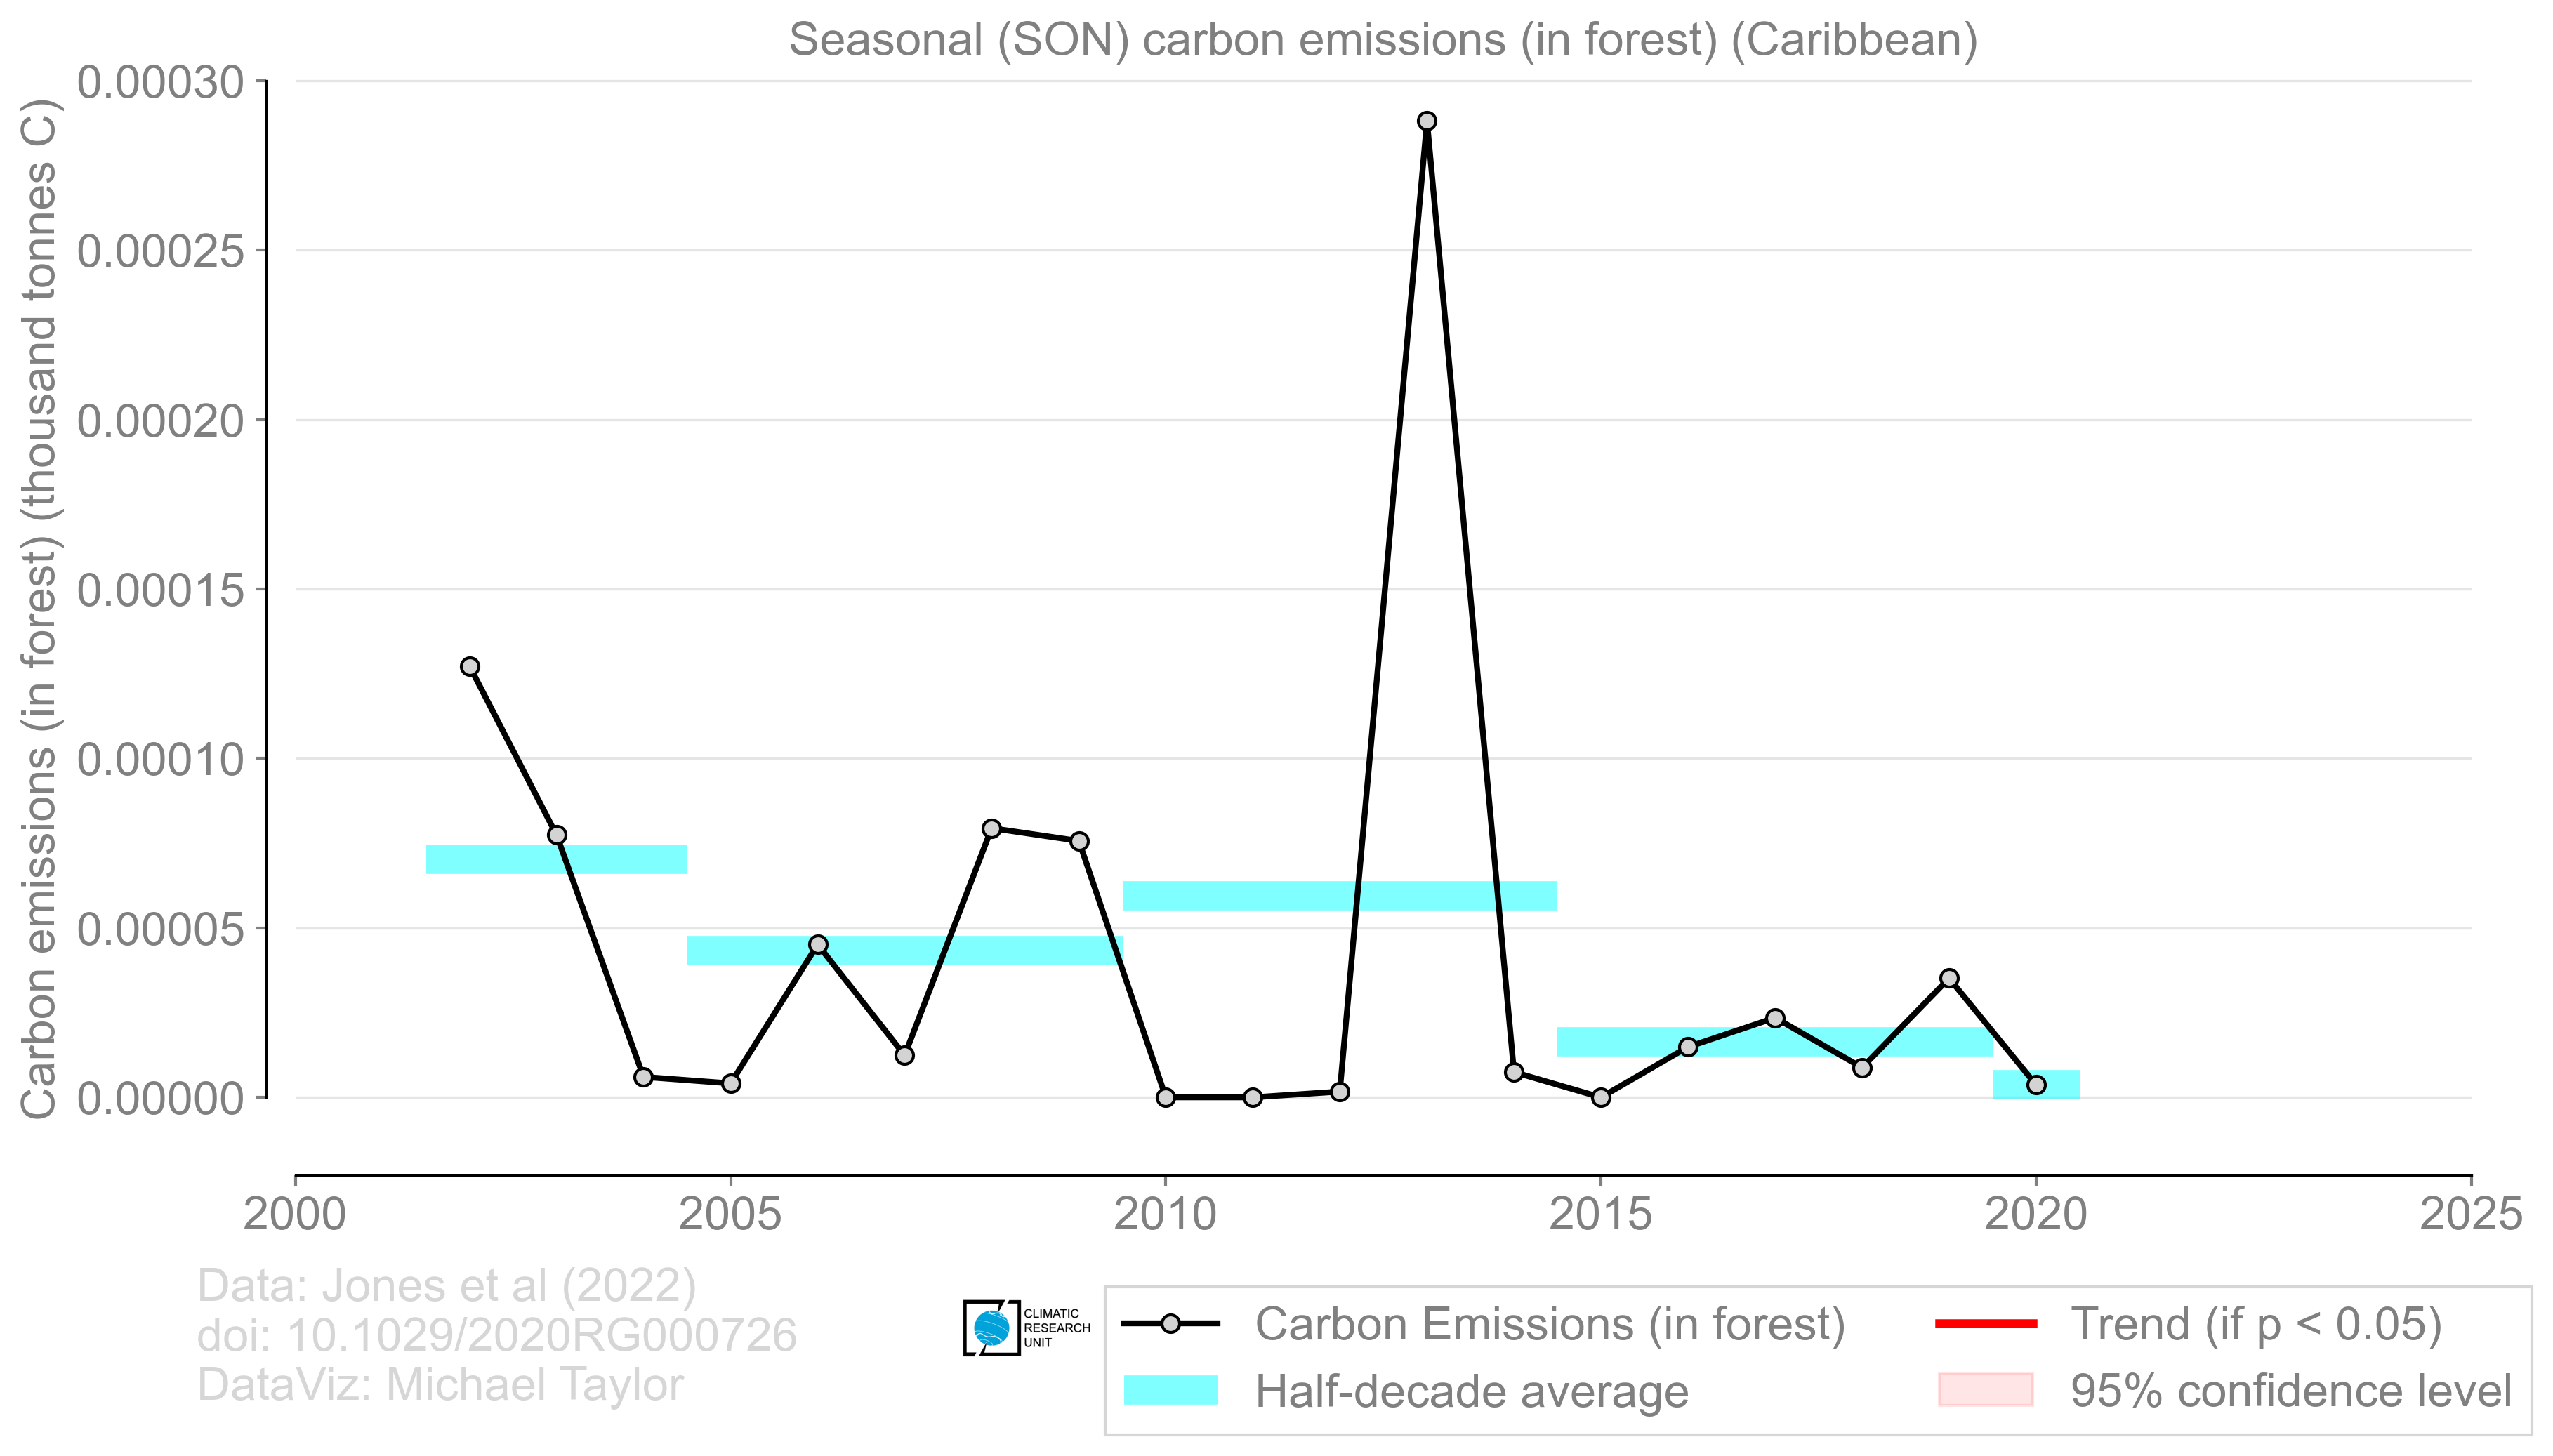 Seasonal (SON) carbon emissions (in forest) (Caribbean)
Carbon emissions (in forest) (thousand tonnes C)
0.00030
0.00025
0.00020
0.00015
0.00010
0.00005
0.00000
2000
2005
2010
2015
2020
2025
Data: Jones et al (2022)
doi: 10.1029/2020RG000726
DataViz: Michael Taylor
CLIMATIC
RESEARCH
UNIT
Carbon Emissions (in forest)
Half-decade average
Trend (if p < 0.05)
95% confidence level